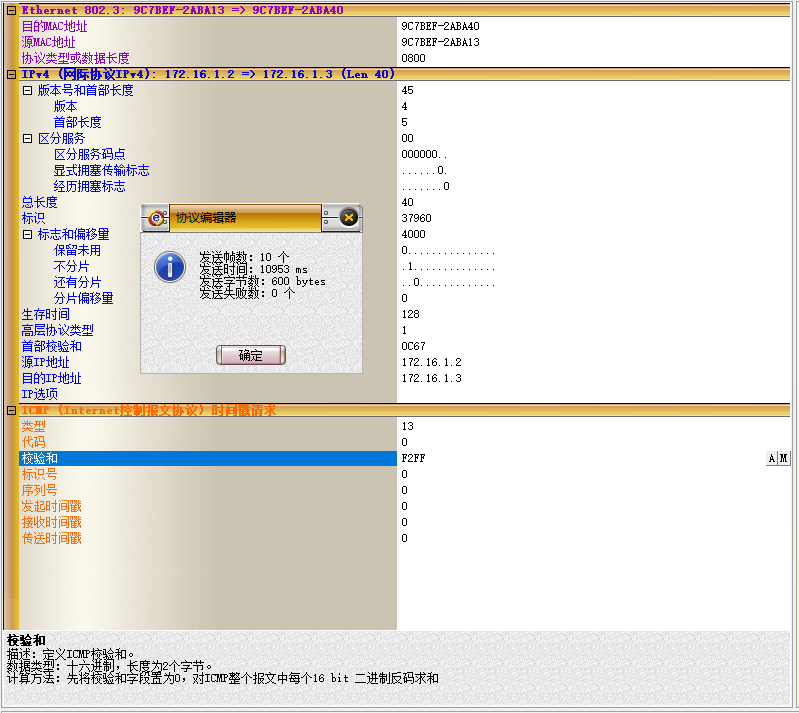 Ethernet 802.3: 9C7BEF-2ABA13 => 9C7BEF-2ABA40
目的MAC地址 9C7BEF-2ABA40
源MAC地址 9C7BEF-2ABA13
协议类型或数据长度 0800
IPv4 (网际协议IPv4): 172.16.1.2 => 172.16.1.3 (Len 40)
版本号和首部长度 45
版本 4
首部长度 5
区分服务 00
区分服务码点 000000..
显式拥塞传输标志 ......0.
经历拥塞标志 .......0
总长度 40
标识 37960
标志和偏移量 4000
保留未用 0...............
不分片 .1..............
还有分片 ..0.............
分片偏移量 0
生存时间 128
高层协议类型 1
首部校验和 0C67
源IP地址 172.16.1.2
目的IP地址 172.16.1.3
IP选项
协议编辑器
发送帧数: 10 个
发送时间: 10953 ms
发送字节数: 600 bytes
发送失败数: 0 个
确定
ICMP (Internet控制报文协议) 时间戳请求
类型 13
代码 0
校验和 F2FF A M
标识号 0
序列号 0
发起时间戳 0
接收时间戳 0
传送时间戳 0
校验和
描述: 定义ICMP校验和。
数据类型: 十六进制, 长度为2个字节。
计算方法: 先将校验和字段置为0, 对ICMP整个报文中每个16 bit 二进制反码求和